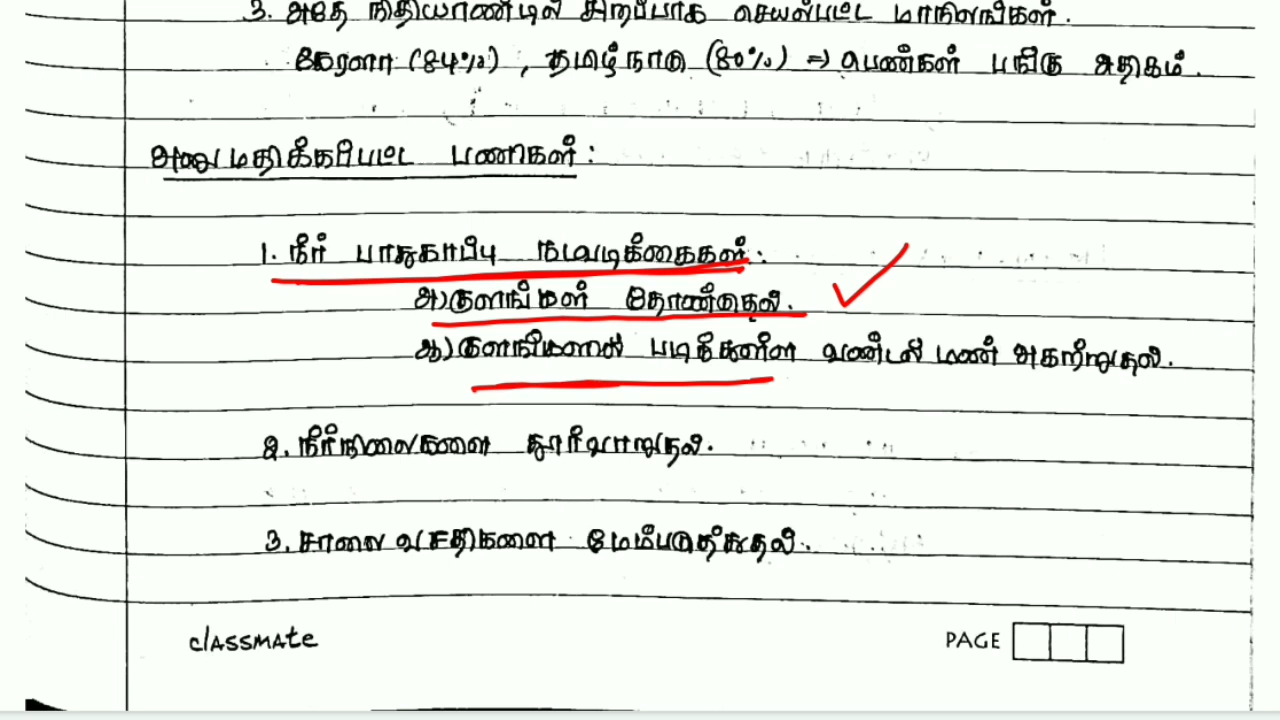 3. அதே நிதியாண்டில் சிறப்பாக செயல்பட்ட மாநிலங்கள்.
கேரளா (84%) , தமிழ்நாடு (80%) => பெண்கள் பங்கு அதிகம்.
அனுமதிக்கப்பட்ட பணிகள் :
1. நீர் பாதுகாப்பு நடவடிக்கைகள் :
அ) குளங்கள் தோண்டுதல்.
ஆ) குளங்களில் படிந்துள்ள வண்டல் மண் அகற்றுதல்.
2. நீர்நிலைகளை தூர்வாறுதல்.
3. சாலை வசதிகளை மேம்படுத்துதல்.
classmate
PAGE